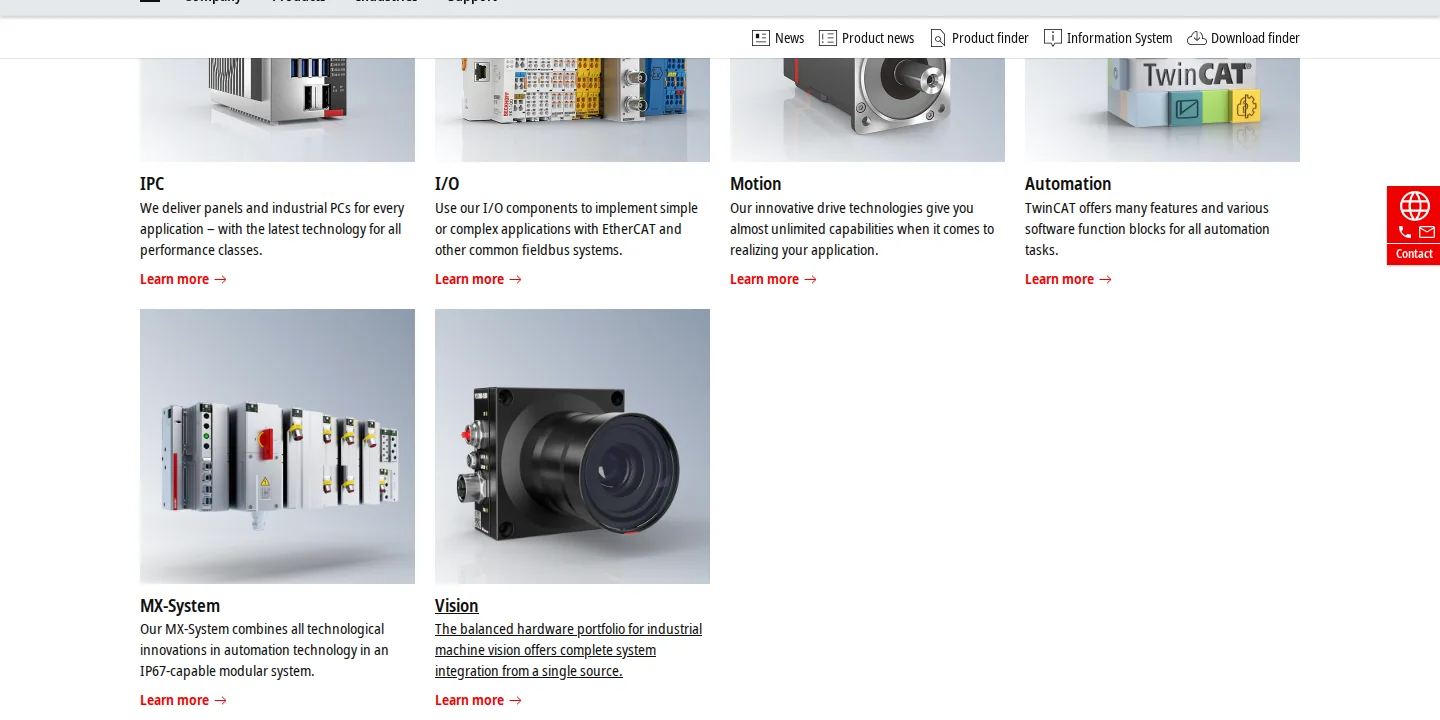 News
Product news
Product finder
Information System
Download finder
TwinCAT®
IPC
We deliver panels and industrial PCs for every
application – with the latest technology for all
performance classes.
Learn more
I/O
Use our I/O components to implement simple
or complex applications with EtherCAT and
other common fieldbus systems.
Learn more
Motion
Our innovative drive technologies give you
almost unlimited capabilities when it comes to
realizing your application.
Learn more
Automation
TwinCAT offers many features and various
software function blocks for all automation
tasks.
Learn more
Contact
MX-System
Our MX-System combines all technological
innovations in automation technology in an
IP67-capable modular system.
Learn more
Vision
The balanced hardware portfolio for industrial
machine vision offers complete system
integration from a single source.
Learn more